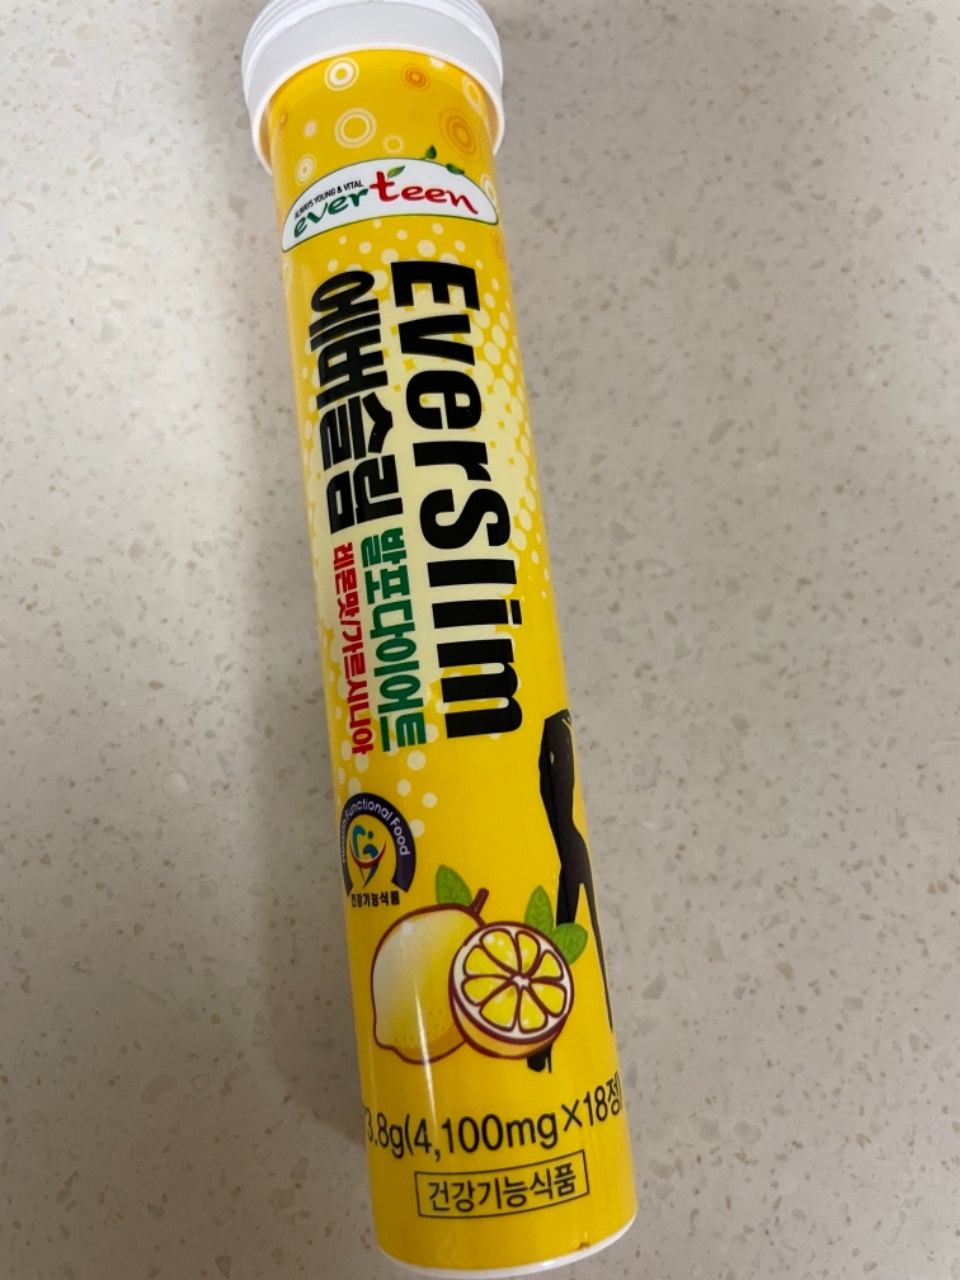 ALWAYS YOUNG & VITAL
everteen
EverSlim
에버슬림 발포다이어트
레몬맛/가르시니아
Health Functional Food
건강기능식품
3.8g(4,100mg×18정)
건강기능식품